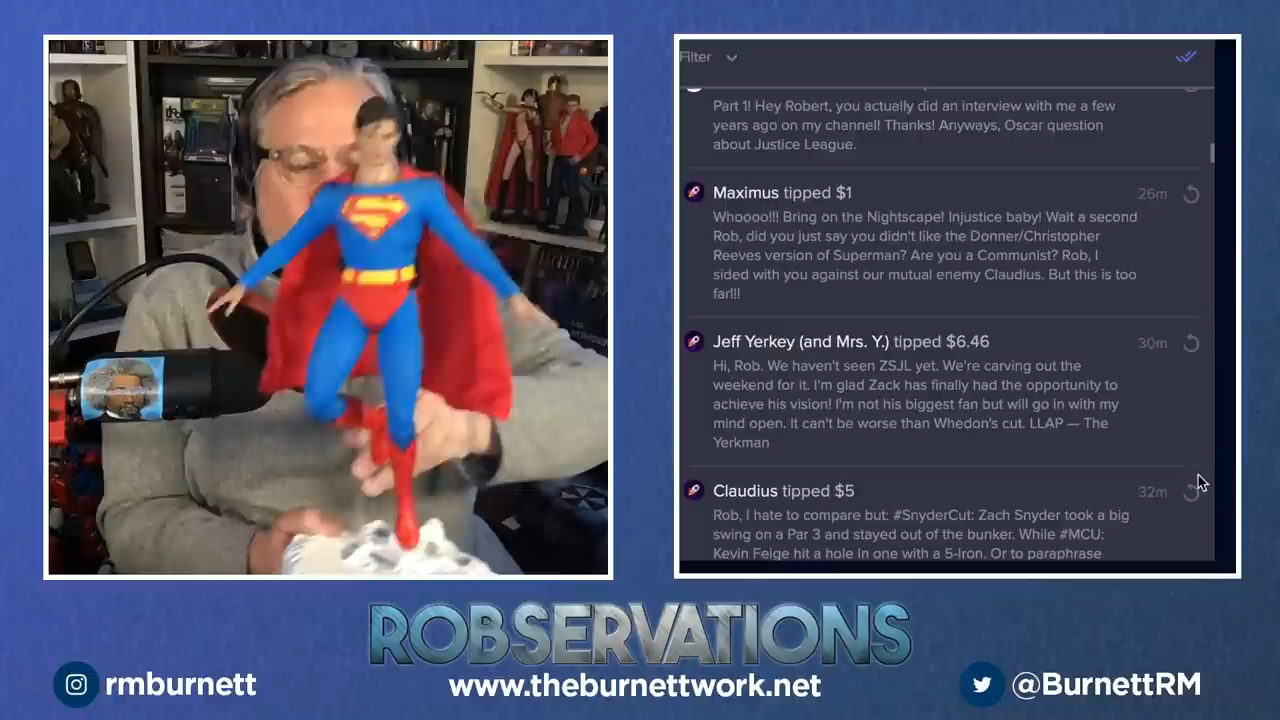 Filter
Part 1! Hey Robert, you actually did an interview with me a few
years ago on my channel! Thanks! Anyways, Oscar question
about Justice League.
Maximus tipped $1
26m
Whoooo!!! Bring on the Nightscape! Injustice baby! Wait a second
Rob, did you just say you didn't like the Donner/Christopher
Reeves version of Superman? Are you a Communist? Rob, I
sided with you against our mutual enemy Claudius. But this is too
far!!!
Jeff Yerkey (and Mrs. Y.) tipped $6.46
30m
Hi, Rob. We haven't seen ZSJL yet. We're carving out the
weekend for it. I'm glad Zack has finally had the opportunity to
achieve his vision! I'm not his biggest fan but will go in with my
mind open. It can't be worse than Whedon's cut. LLAP — The
Yerkman
Claudius tipped $5
32m
Rob, I hate to compare but: #SnyderCut: Zach Snyder took a big
swing on a Par 3 and stayed out of the bunker. While #MCU:
Kevin Feige hit a hole in one with a 5-Iron. Or to paraphrase
ROBSERVATIONS
rmburnett
www.theburnettwork.net
@BurnettRM